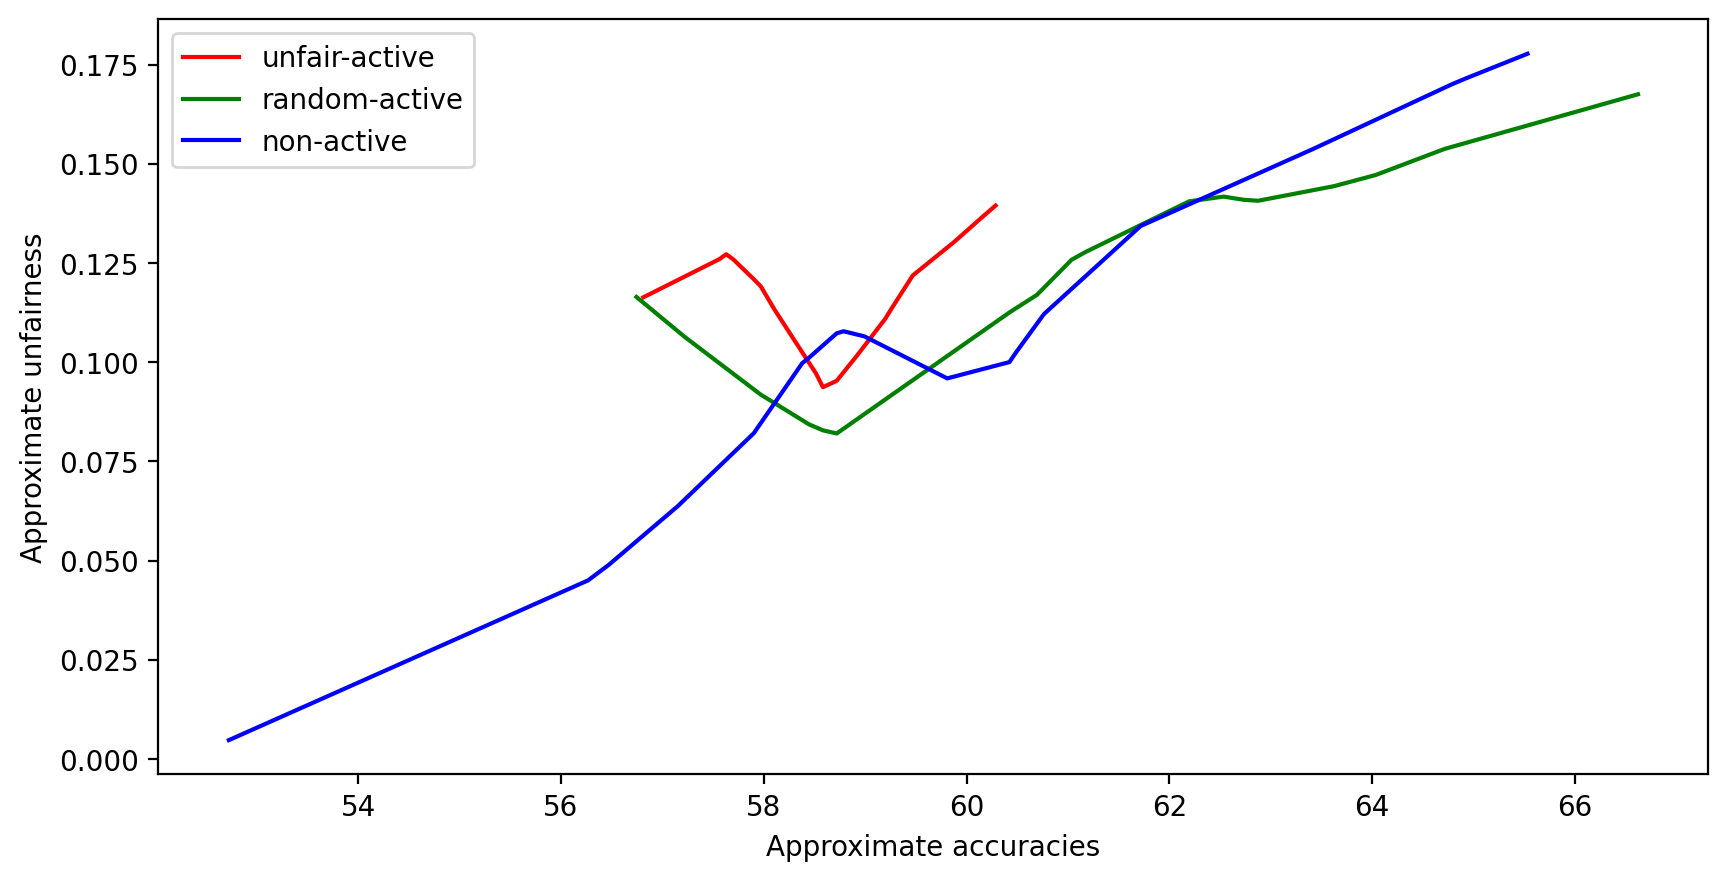 unfair-active
random-active
non-active
Approximate unfairness
0.175
0.150
0.125
0.100
0.075
0.050
0.025
0.000
54 56 58 60 62 64 66
Approximate accuracies